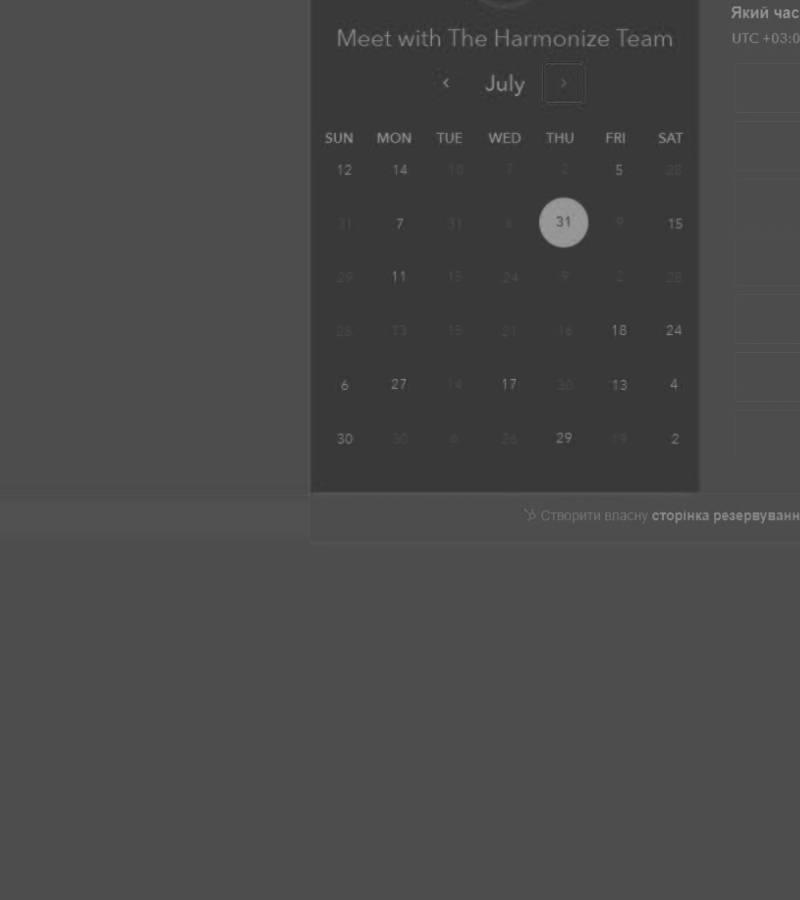 Meet with The Harmonize Team
July
SUN MON TUE WED THU FRI SAT
12 14 10 7 2 5 28
31 7 31 6 31 9 15
29 11 15 24 9 2 28
25 13 15 21 16 18 24
6 27 14 17 30 13 4
30 30 6 26 29 19 2
Створити власну сторінка резервуванн
Який час
UTC +03:0